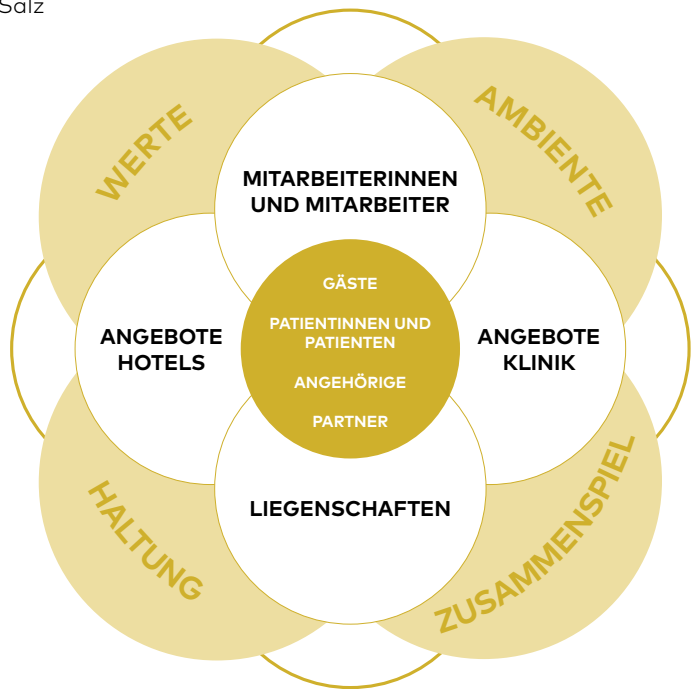 Salz
WERTE
AMBIENTE
MITARBEITERINNEN
UND MITARBEITER
GÄSTE
PATIENTINNEN UND
PATIENTEN
ANGEHÖRIGE
PARTNER
ANGEBOTE
HOTELS
ANGEBOTE
KLINIK
LIEGENSCHAFTEN
HALTUNG
ZUSAMMENSPIEL